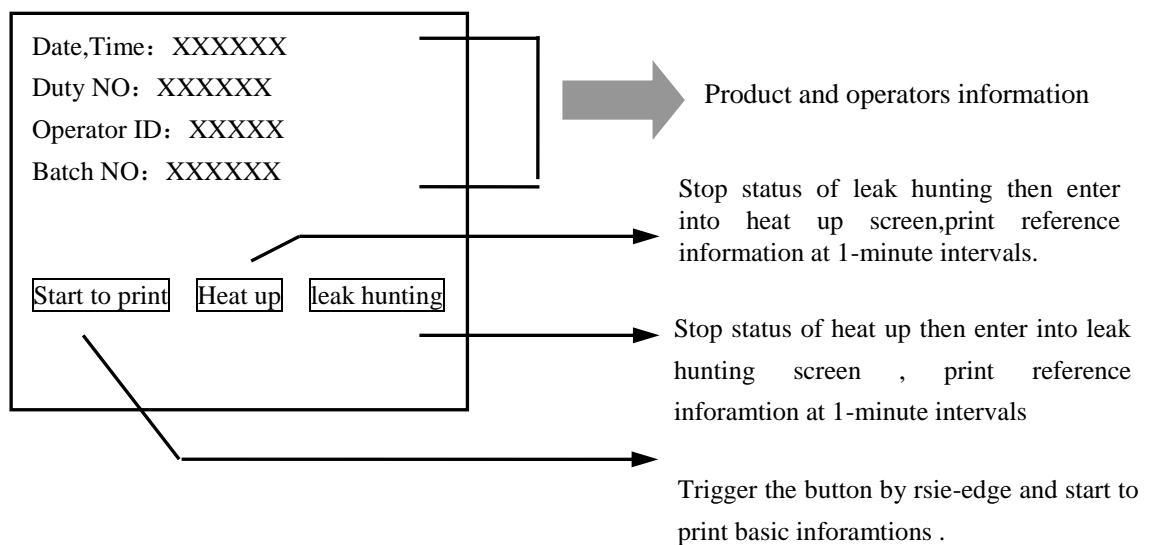 Date,Time：XXXXXX
Duty NO：XXXXXX
Operator ID：XXXXX
Batch NO：XXXXXX
Product and operators information
Stop status of leak hunting then enter
into heat up screen,print reference
information at 1-minute intervals.
Start to print Heat up leak hunting
Stop status of heat up then enter into leak
hunting screen , print reference
inforamtion at 1-minute intervals
Trigger the button by rsie-edge and start to
print basic inforamtions .